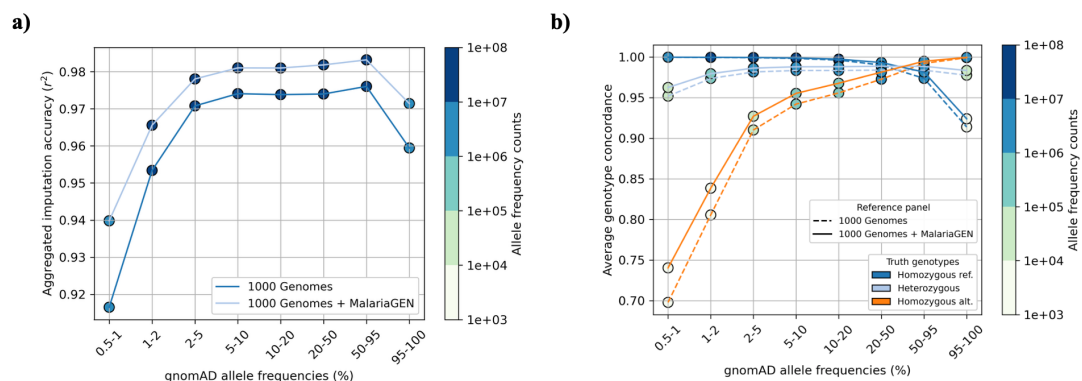 a)
Aggregated imputation accuracy (r²)
0.98
0.97
0.96
0.95
0.94
0.93
0.92
1000 Genomes
1000 Genomes + MalariaGEN
0.5-1
1-2
2-5
5-10
10-20
20-50
50-95
95-100
gnomAD allele frequencies (%)
1e+08
1e+07
1e+06
1e+05
1e+04
1e+03
Allele frequency counts
b)
Average genotype concordance
1.00
0.95
0.90
0.85
0.80
0.75
0.70
Reference panel
1000 Genomes
1000 Genomes + MalariaGEN
Truth genotypes
Homozygous ref.
Heterozygous
Homozygous alt.
0.5-1
1-2
2-5
5-10
10-20
20-50
50-95
95-100
gnomAD allele frequencies (%)
1e+08
1e+07
1e+06
1e+05
1e+04
1e+03
Allele frequency counts